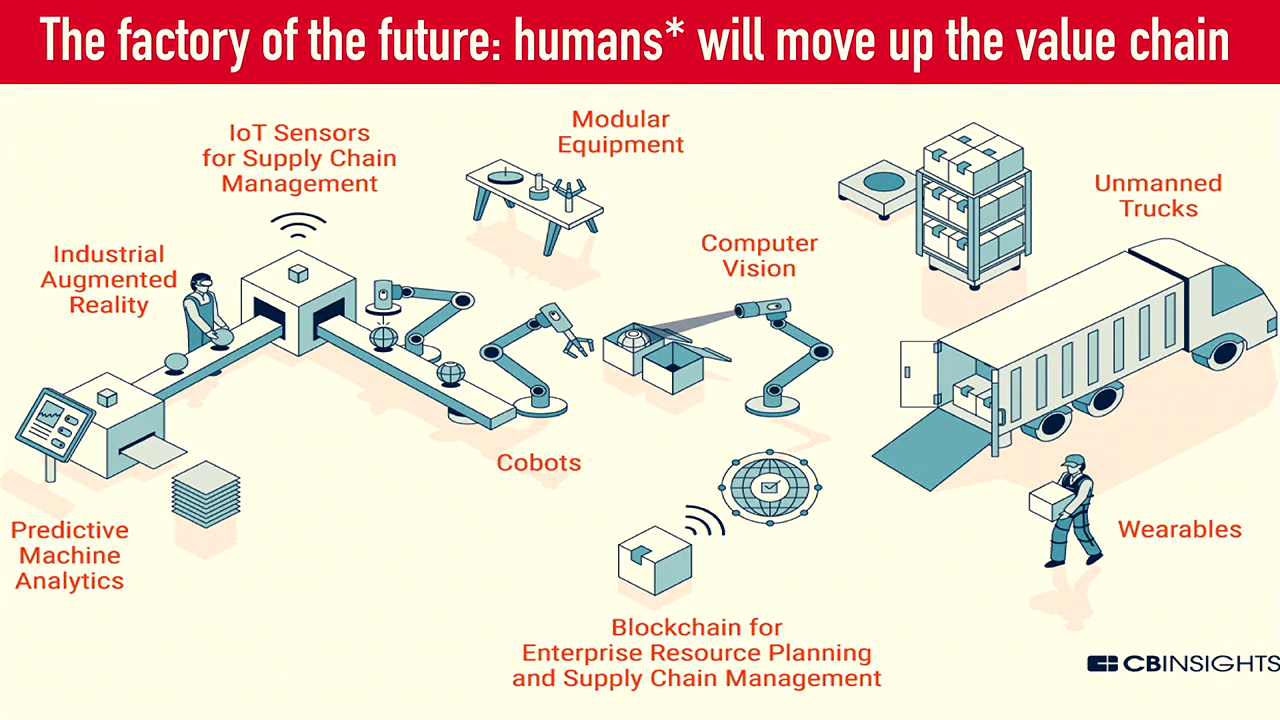 The factory of the future: humans* will move up the value chain
IoT Sensors
for Supply Chain
Management
Modular
Equipment
Unmanned
Trucks
Industrial
Augmented
Reality
Computer
Vision
Cobots
Predictive
Machine
Analytics
Wearables
Blockchain for
Enterprise Resource Planning
and Supply Chain Management
CBINSIGHTS